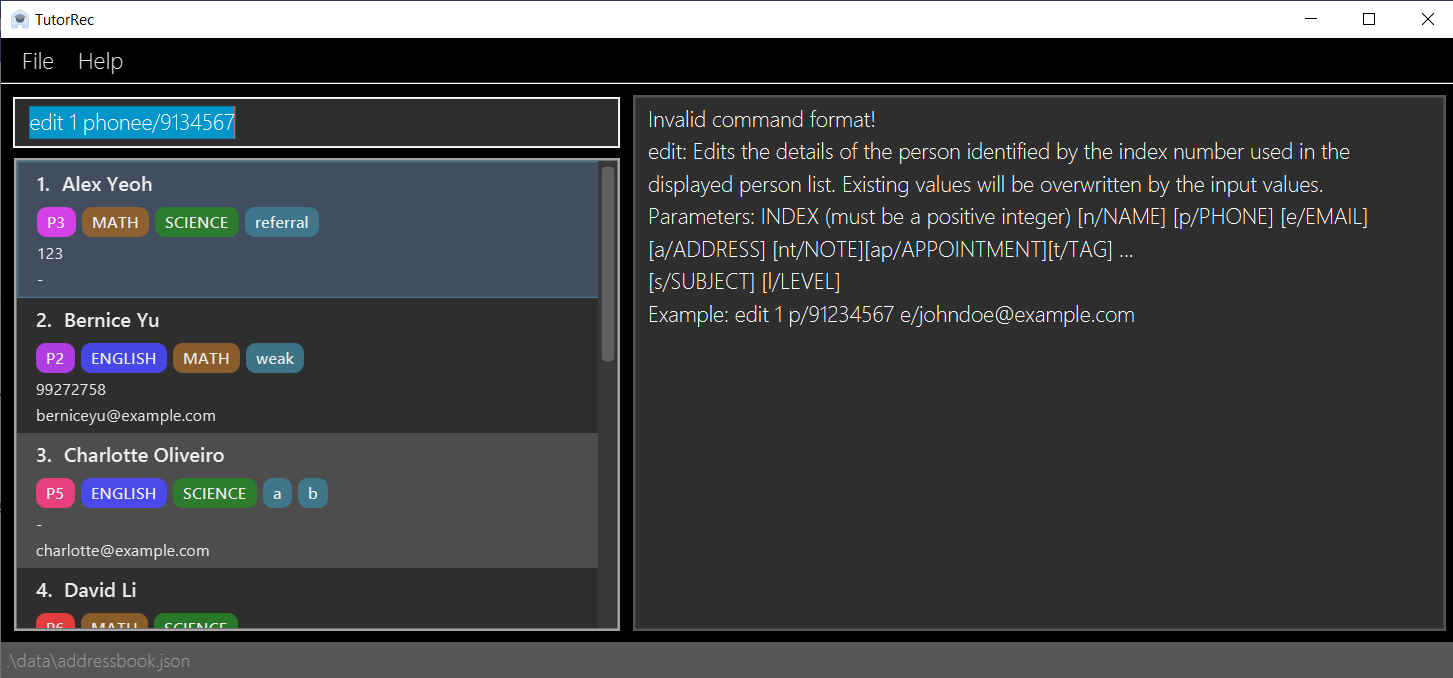 TutorRec
File Help
edit 1 phonee/9134567
1. Alex Yeoh
P3 MATH SCIENCE referral
123
-
2. Bernice Yu
P2 ENGLISH MATH weak
99272758
berniceyu@example.com
3. Charlotte Oliveiro
P5 ENGLISH SCIENCE a b
-
charlotte@example.com
4. David Li
P6 MATH SCIENCE
Invalid command format!
edit: Edits the details of the person identified by the index number used in the
displayed person list. Existing values will be overwritten by the input values.
Parameters: INDEX (must be a positive integer) [n/NAME] [p/PHONE] [e/EMAIL]
[a/ADDRESS] [nt/NOTE][ap/APPOINTMENT][t/TAG] ...
[s/SUBJECT] [l/LEVEL]
Example: edit 1 p/91234567 e/johndoe@example.com
.\data\addressbook.json